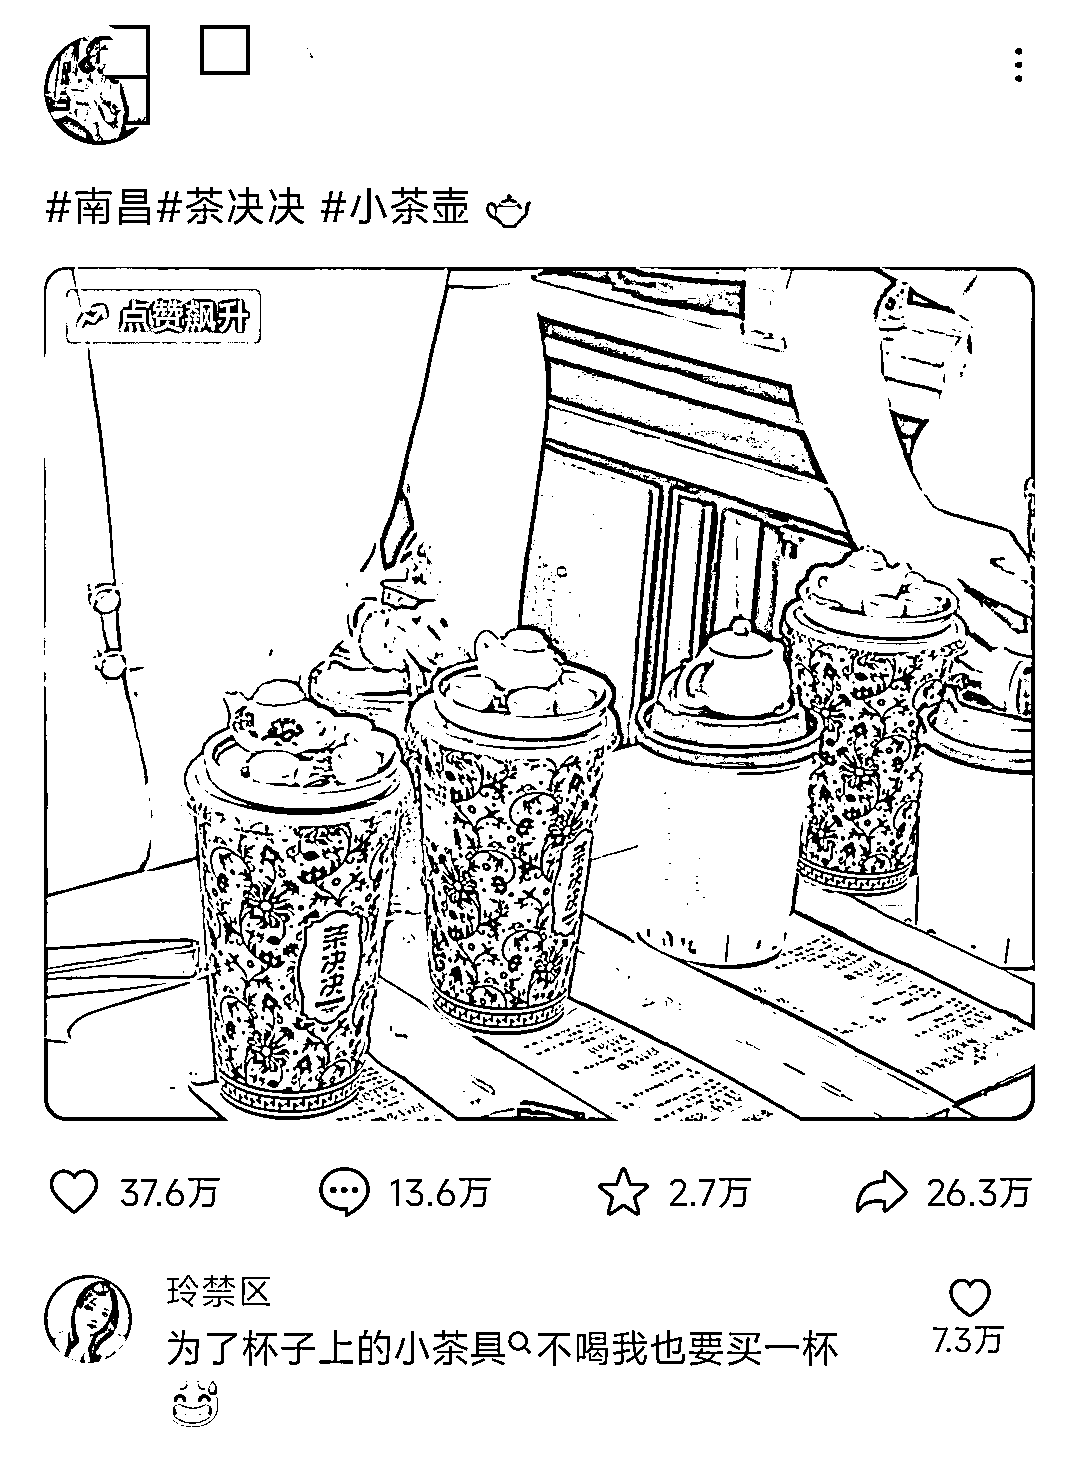 #南昌#茶决决 #小茶壶
点赞飙升
茶决决
37.6万 13.6万 2.7万 26.3万
玲禁区
为了杯子上的小茶具不喝我也要买一杯
7.3万